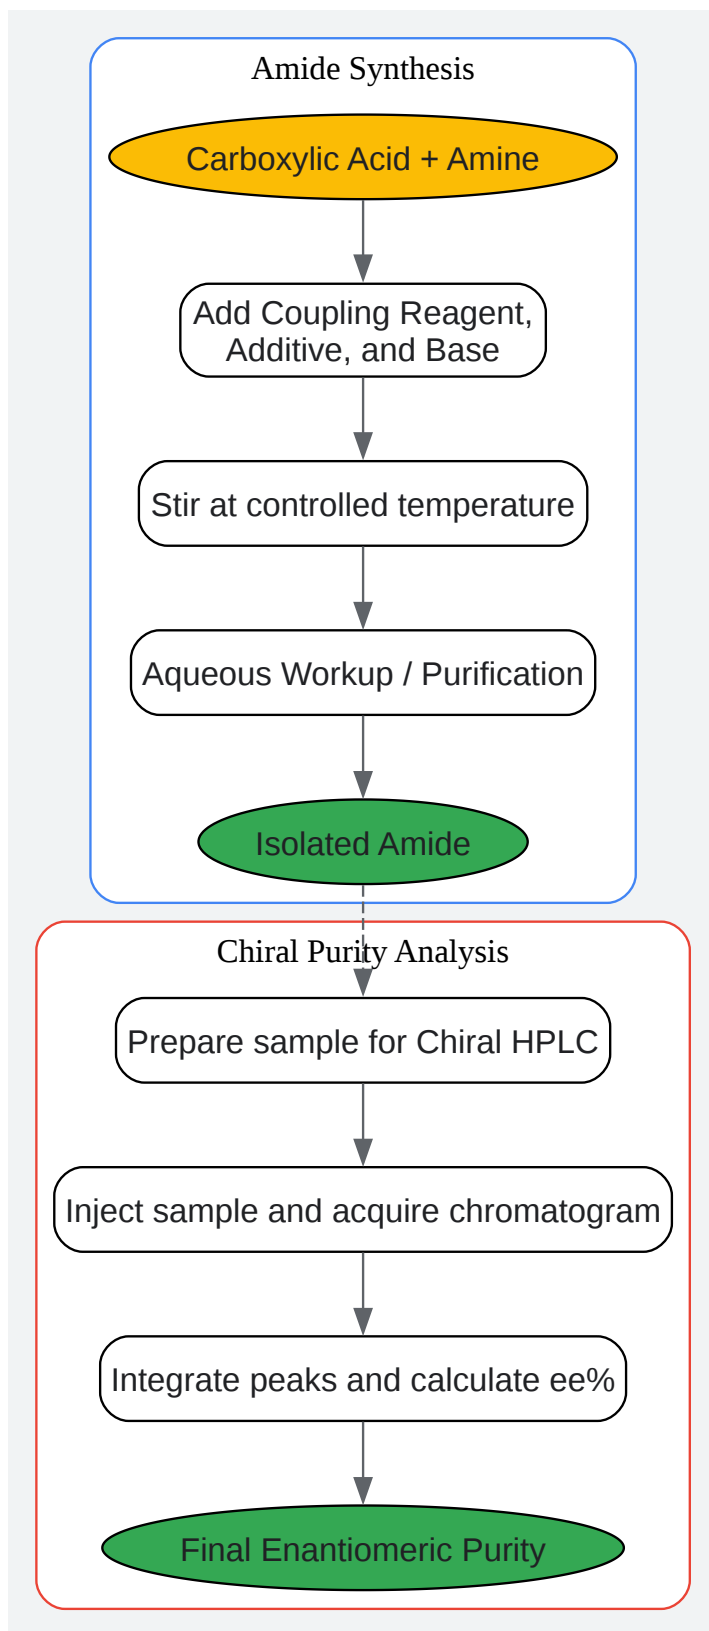 Amide Synthesis
Carboxylic Acid + Amine
Add Coupling Reagent,
Additive, and Base
Stir at controlled temperature
Aqueous Workup / Purification
Isolated Amide
Chiral Purity Analysis
Prepare sample for Chiral HPLC
Inject sample and acquire chromatogram
Integrate peaks and calculate ee%
Final Enantiomeric Purity